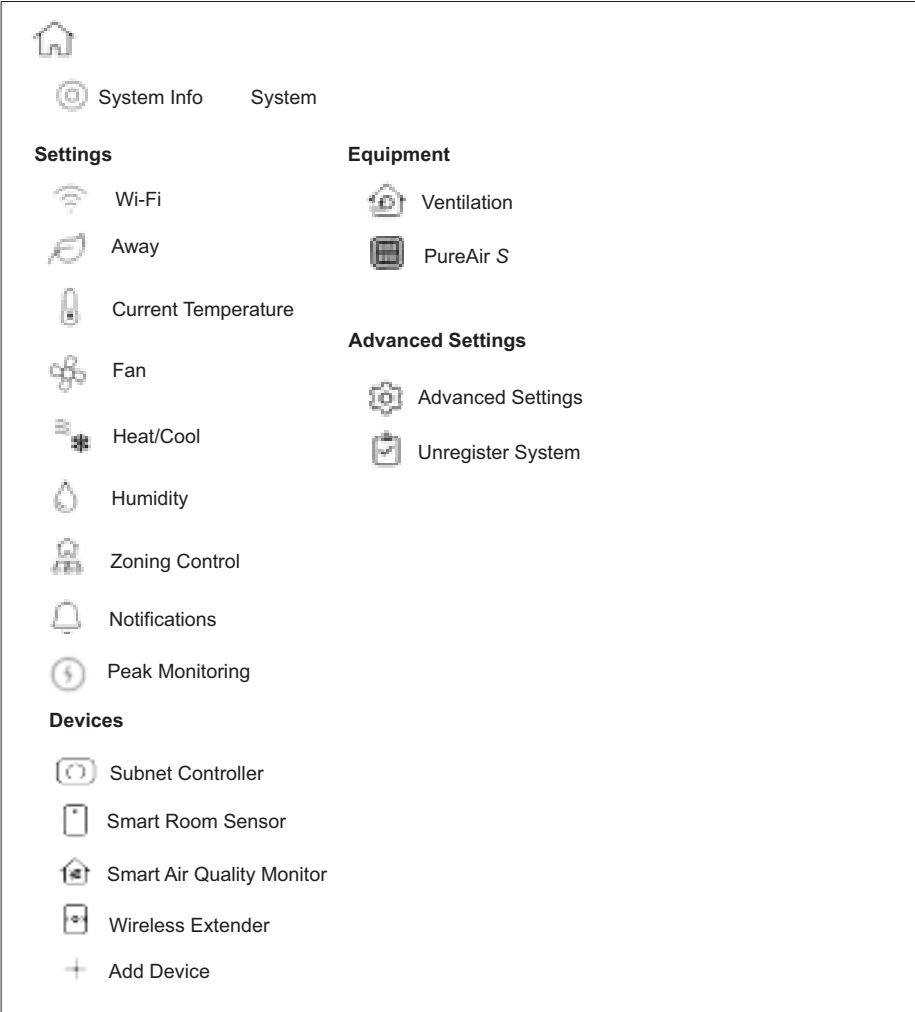 System Info System
Settings
Wi-Fi
Away
Current Temperature
Fan
Heat/Cool
Humidity
Zoning Control
Notifications
Peak Monitoring
Devices
Subnet Controller
Smart Room Sensor
Smart Air Quality Monitor
Wireless Extender
Add Device
Equipment
Ventilation
PureAir S
Advanced Settings
Advanced Settings
Unregister System